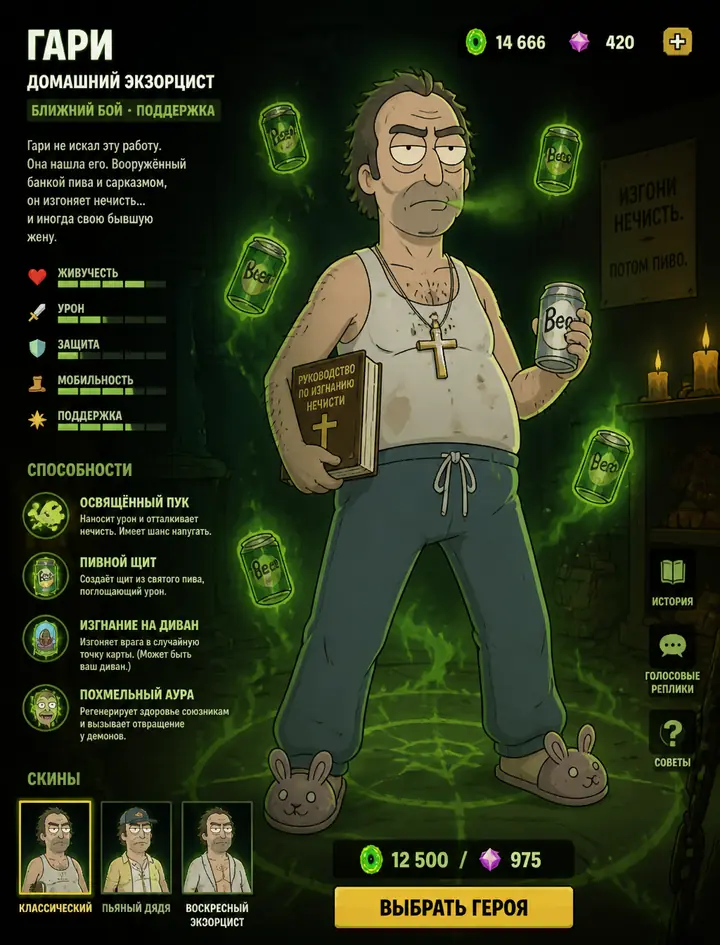 ГАРИ
ДОМАШНИЙ ЭКЗОРЦИСТ
БЛИЖНИЙ БОЙ · ПОДДЕРЖКА
Гари не искал эту работу.
Она нашла его. Вооружённый
банкой пива и сарказмом,
он изгоняет нечисть...
и иногда свою бывшую
жену.
14 666
420
ЖИВУЧЕСТЬ
УРОН
ЗАЩИТА
МОБИЛЬНОСТЬ
ПОДДЕРЖКА
СПОСОБНОСТИ
ОСВЯЩЁННЫЙ ПУК
Наносит урон и отталкивает
нечисть. Имеет шанс напугать.
ПИВНОЙ ЩИТ
Создаёт щит из святого пива,
поглощающий урон.
ИЗГНАНИЕ НА ДИВАН
Изгоняет врага в случайную
точку карты. (Может быть
ваш диван.)
ПОХМЕЛЬНЫЙ АУРА
Регенерирует здоровье союзникам
и вызывает отвращение
у демонов.
Beer
Beer
Beer
Beer
Beer
Beer
РУКОВОДСТВО
ПО ИЗГНАНИЮ
НЕЧИСТИ
ИЗГОНИ
НЕЧИСТЬ.
ПОТОМ ПИВО.
ИСТОРИЯ
ГОЛОСОВЫЕ
РЕПЛИКИ
СОВЕТЫ
СКИНЫ
КЛАССИЧЕСКИЙ
ПЬЯНЫЙ ДЯДЯ
ВОСКРЕСНЫЙ
ЭКЗОРЦИСТ
12 500 / 975
ВЫБРАТЬ ГЕРОЯ